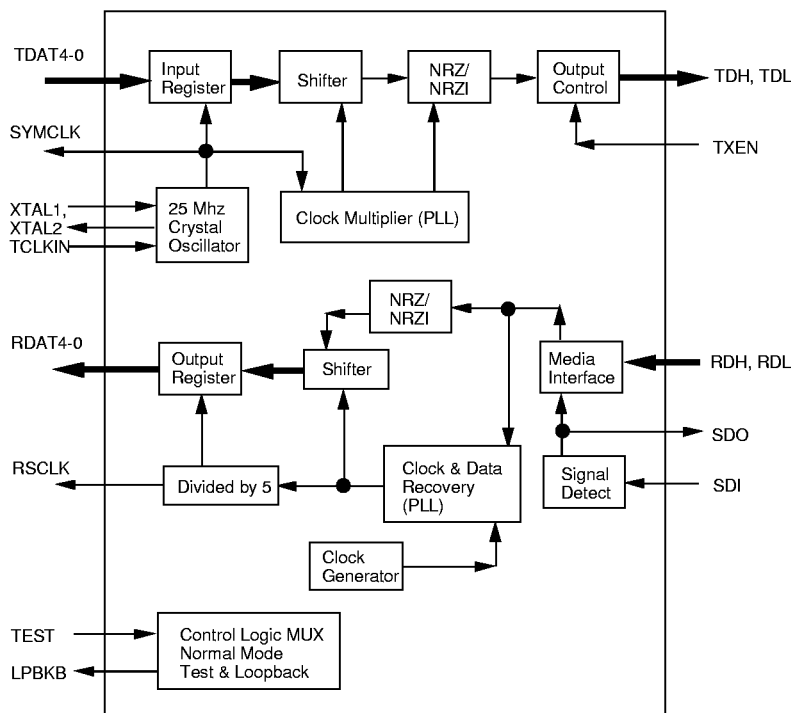 TDAT4-0
Input
Register
Shifter
NRZ/
NRZI
Output
Control
TDH, TDL
SYMCLK
TXEN
XTAL1,
XTAL2
TCLKIN
25 Mhz
Crystal
Oscillator
Clock Multiplier (PLL)
NRZ/
NRZI
RDAT4-0
Output
Register
Shifter
Media
Interface
RDH, RDL
SDO
RSCLK
Divided by 5
Clock & Data
Recovery
(PLL)
Signal
Detect
SDI
Clock
Generator
TEST
LPBKB
Control Logic MUX
Normal Mode
Test & Loopback